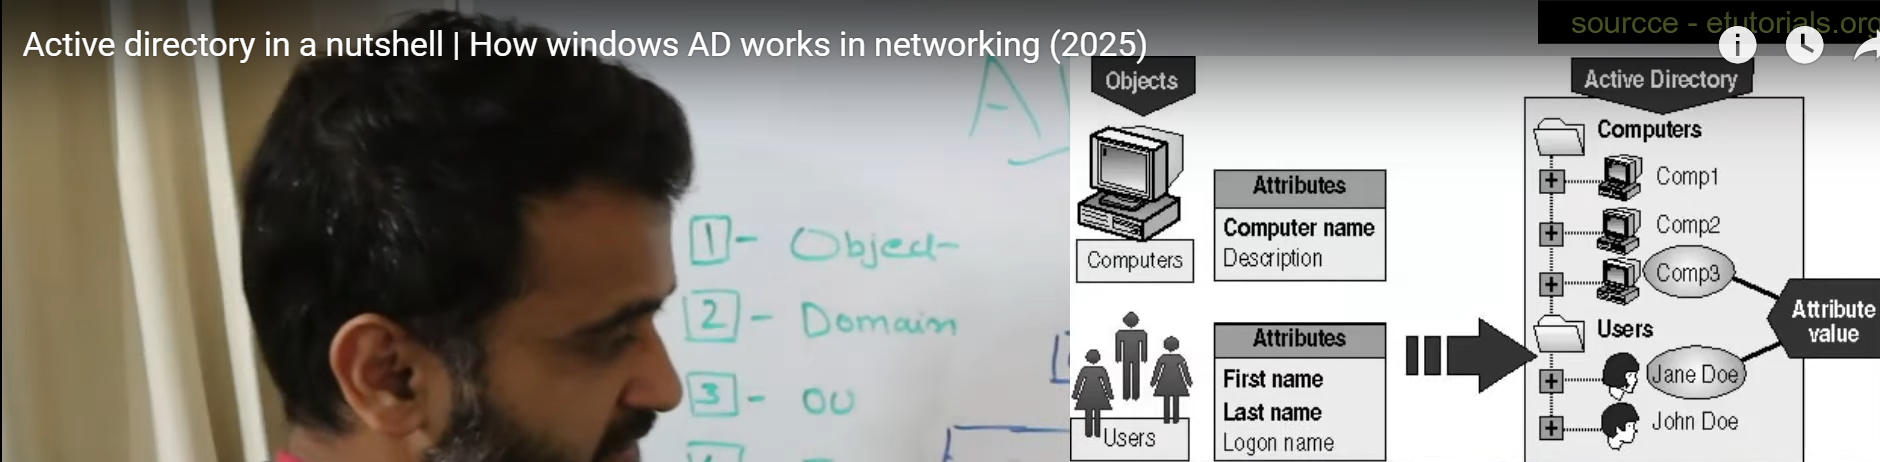 Active directory in a nutshell | How windows AD works in networking (2025)
sourcce - etutorials.org
1 - Object
2 - Domain
3 - OU
Objects
Computers
Attributes
Computer name
Description
Users
Attributes
First name
Last name
Logon name
Active Directory
Computers
Comp1
Comp2
Comp3
Users
Jane Doe
John Doe
Attribute
value